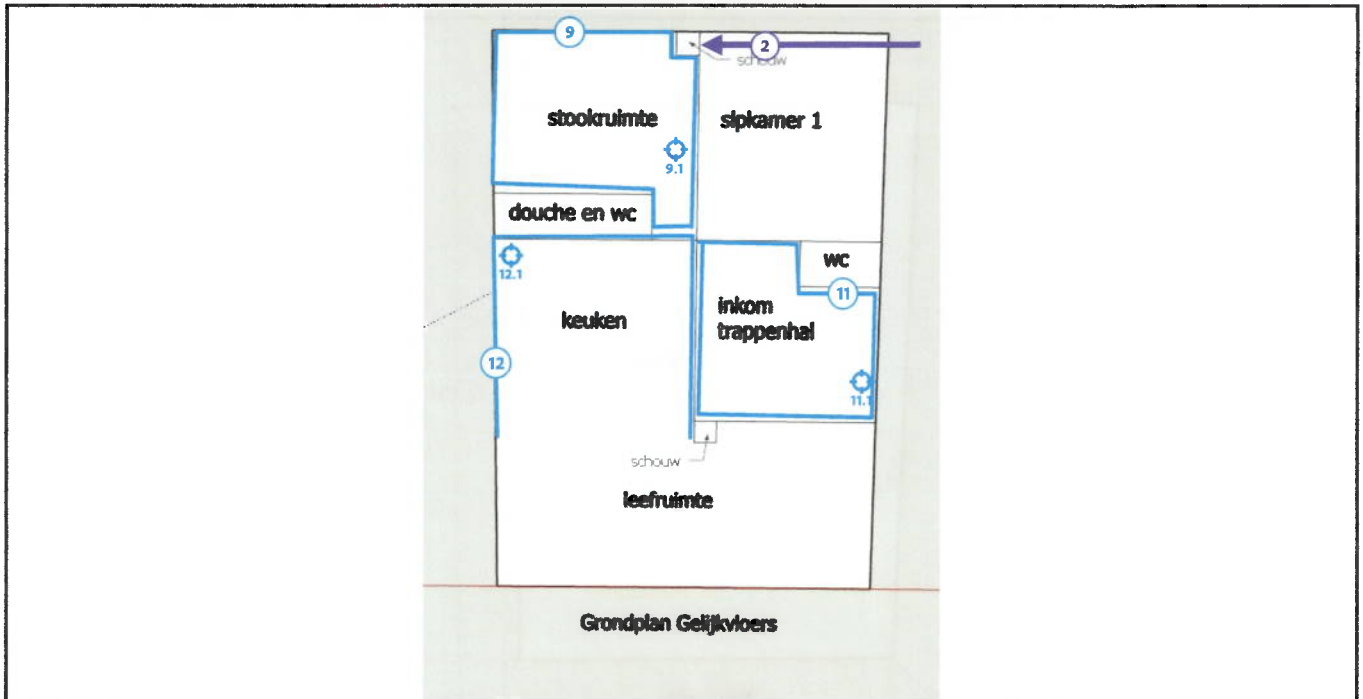 9
2
schouw
stookruimte
slpkamer 1
9.1
douche en wc
12.1
wc
11
inkom
trappenhal
keuken
12
11.1
schouw
leefruimte
Grondplan Gelijkvloers